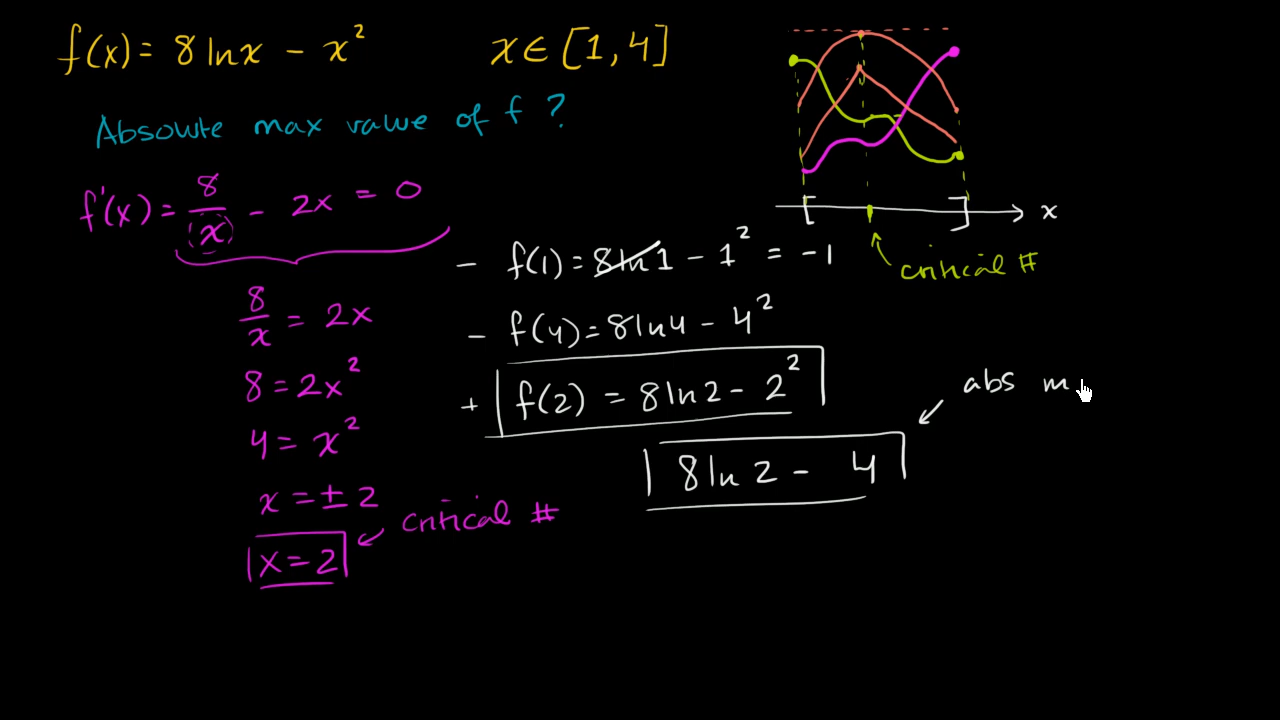 f(x) = 8 ln x − x² x ∈ [1, 4]
Absolute max value of f ?
f'(x) = 8/x − 2x = 0
8/x = 2x
8 = 2x²
4 = x²
x = ± 2
x = 2
critical #
− f(1) = 8 ln 1 − 1² = −1
− f(4) = 8 ln 4 − 4²
+ f(2) = 8 ln 2 − 2²
8 ln 2 − 4
abs m
[ ] x
critical #